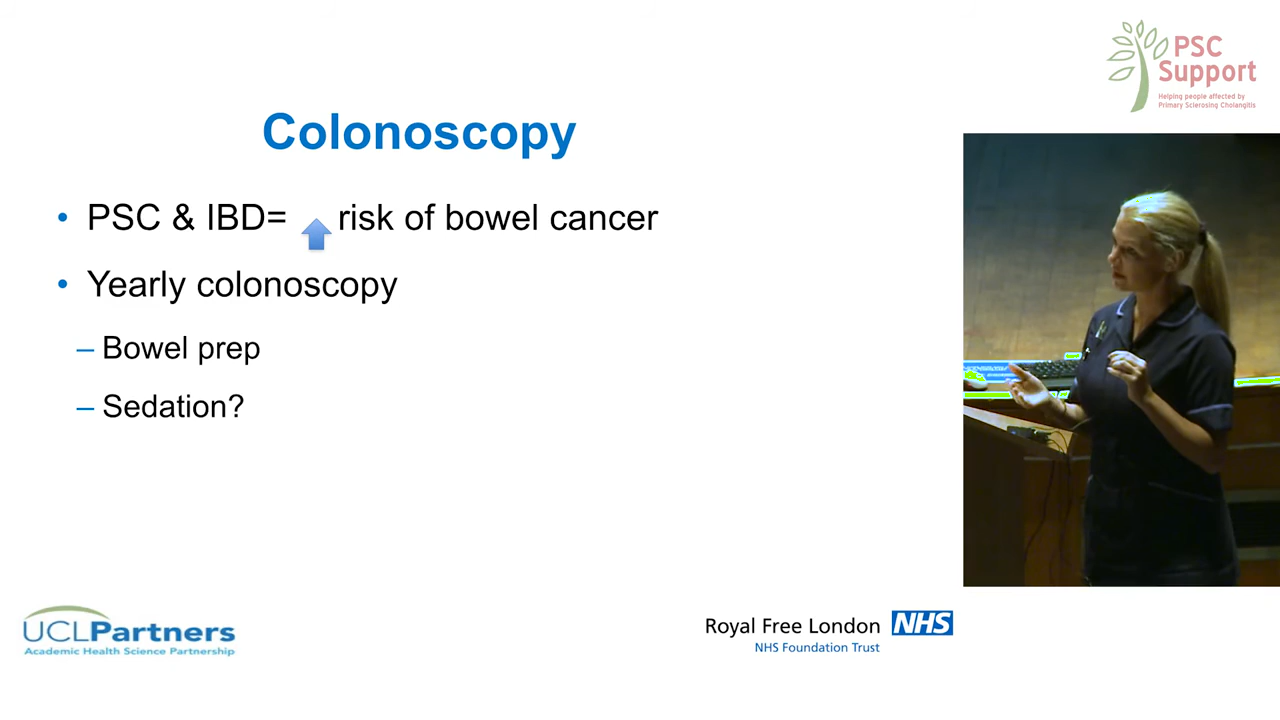 PSC
Support
Helping people affected by
Primary Sclerosing Cholangitis
Colonoscopy
• PSC & IBD= risk of bowel cancer
• Yearly colonoscopy
– Bowel prep
– Sedation?
UCLPartners
Academic Health Science Partnership
Royal Free London NHS
NHS Foundation Trust